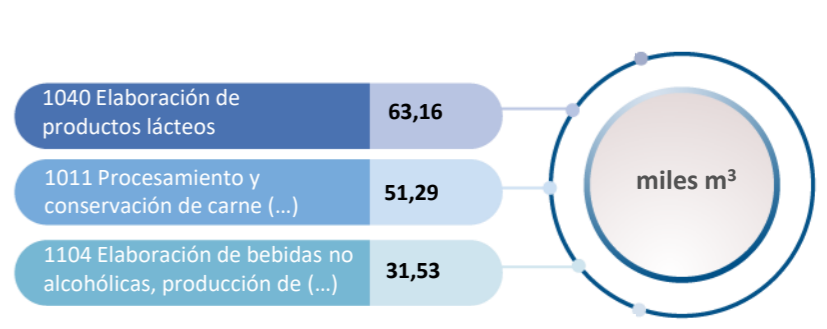 1040 Elaboración de
productos lácteos
63,16
1011 Procesamiento y
conservación de carne (...)
51,29
1104 Elaboración de bebidas no
alcohólicas, producción de (...)
31,53
miles m³